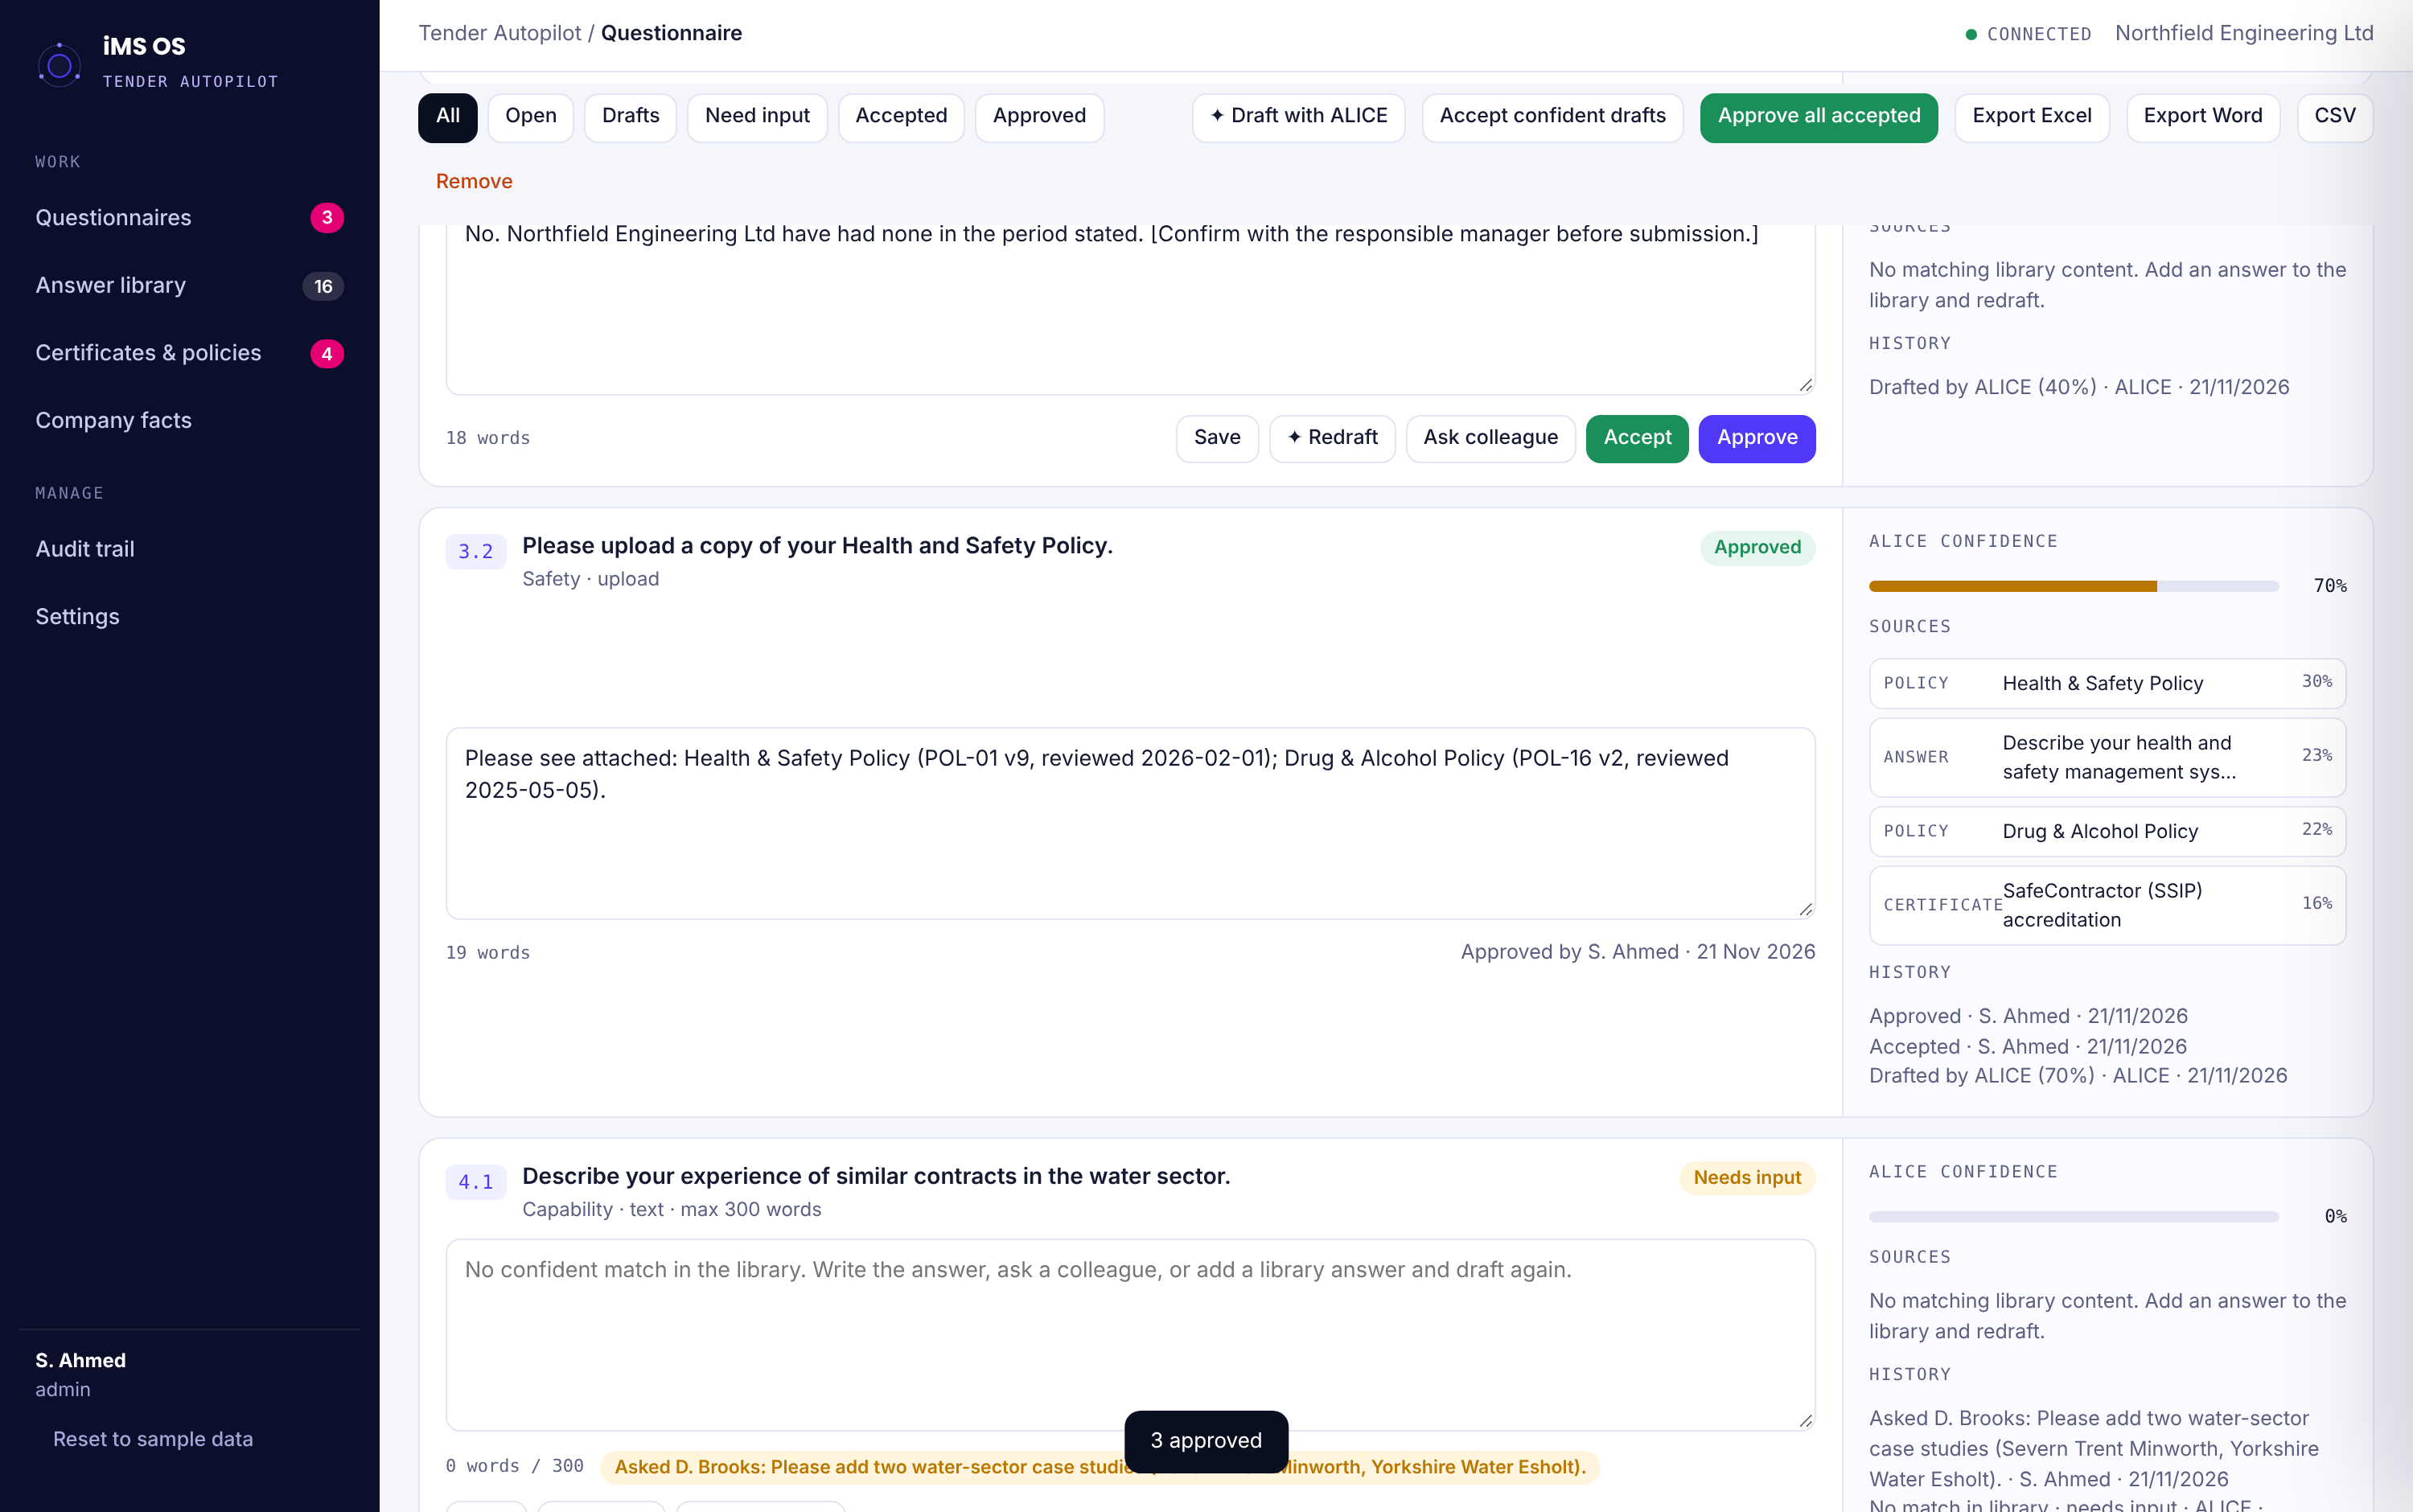 iMS OS
TENDER AUTOPILOT
WORK
Questionnaires 3
Answer library 16
Certificates & policies 4
Company facts
MANAGE
Audit trail
Settings
S. Ahmed
admin
Reset to sample data
Tender Autopilot / Questionnaire
CONNECTED Northfield Engineering Ltd
All Open Drafts Need input Accepted Approved ✦ Draft with ALICE Accept confident drafts Approve all accepted Export Excel Export Word CSV
Remove
No. Northfield Engineering Ltd have had none in the period stated. [Confirm with the responsible manager before submission.]
18 words
Save ✦ Redraft Ask colleague Accept Approve
SOURCES
No matching library content. Add an answer to the
library and redraft.
HISTORY
Drafted by ALICE (40%) · ALICE · 21/11/2026
3.2 Please upload a copy of your Health and Safety Policy. Approved
Safety · upload
Please see attached: Health & Safety Policy (POL-01 v9, reviewed 2026-02-01); Drug & Alcohol Policy (POL-16 v2, reviewed
2025-05-05).
19 words Approved by S. Ahmed · 21 Nov 2026
ALICE CONFIDENCE
70%
SOURCES
POLICY Health & Safety Policy 30%
ANSWER Describe your health and
safety management sys... 23%
POLICY Drug & Alcohol Policy 22%
CERTIFICATE SafeContractor (SSIP)
accreditation 16%
HISTORY
Approved · S. Ahmed · 21/11/2026
Accepted · S. Ahmed · 21/11/2026
Drafted by ALICE (70%) · ALICE · 21/11/2026
4.1 Describe your experience of similar contracts in the water sector. Needs input
Capability · text · max 300 words
No confident match in the library. Write the answer, ask a colleague, or add a library answer and draft again.
0 words / 300 Asked D. Brooks: Please add two water-sector case Minworth, Yorkshire Water Esholt).
3 approved
ALICE CONFIDENCE
0%
SOURCES
No matching library content. Add an answer to the
library and redraft.
HISTORY
Asked D. Brooks: Please add two water-sector
case studies (Severn Trent Minworth, Yorkshire
Water Esholt). · S. Ahmed · 21/11/2026
No match in library · needs input · ALICE ·